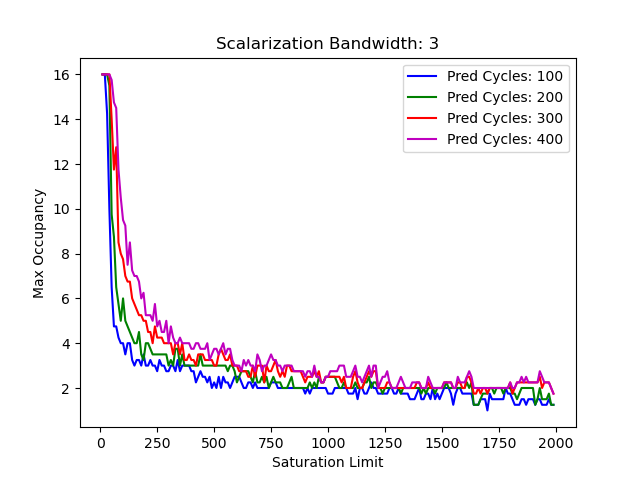 Scalarization Bandwidth: 3
Max Occupancy
16
14
12
10
8
6
4
2
Pred Cycles: 100
Pred Cycles: 200
Pred Cycles: 300
Pred Cycles: 400
0 250 500 750 1000 1250 1500 1750 2000
Saturation Limit